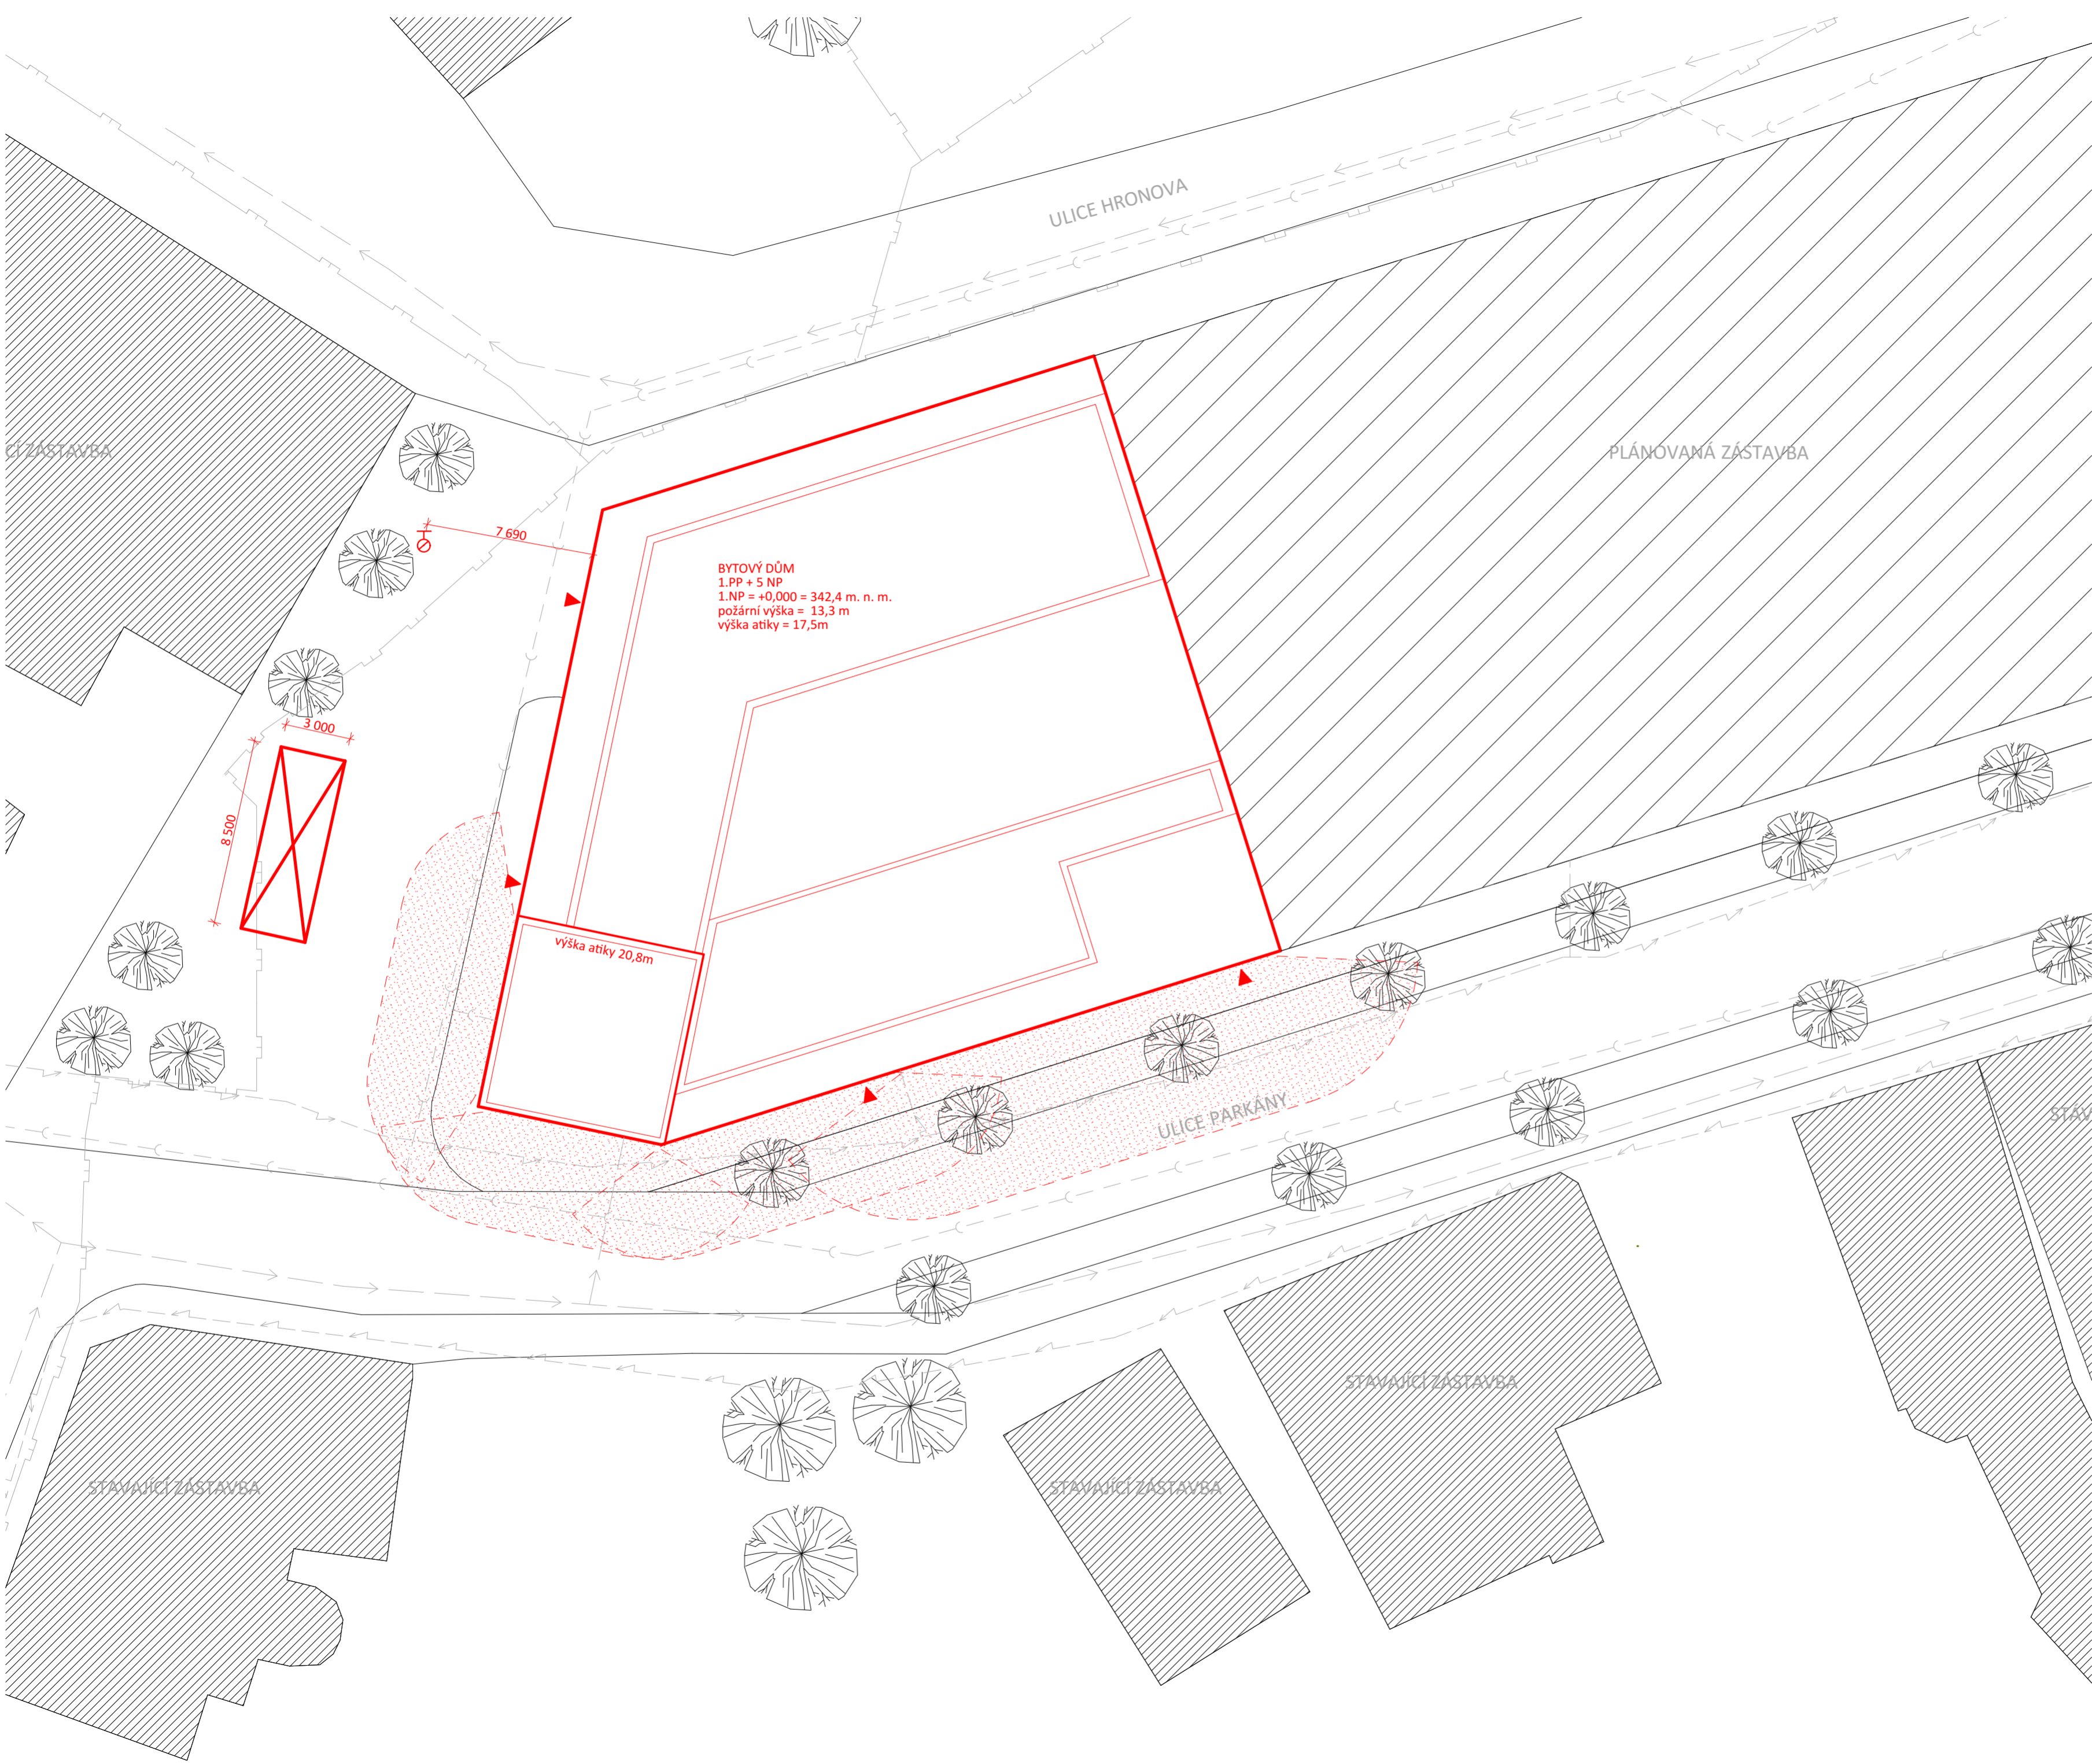 ULICE HRONOVA
CÍ ZÁSTAVBA
PLÁNOVANÁ ZÁSTAVBA
7 690
BYTOVÝ DŮM
1.PP + 5 NP
1.NP = +0,000 = 342,4 m. n. m.
požární výška =  13,3 m
výška atiky = 17,5m
3 000
8 500
výška atiky 20,8m
ULICE PARKÁNY
STÁV
STAVAJÍCÍ ZÁSTAVBA
STAVAJÍCÍ ZÁSTAVBA
STAVAJÍCÍ ZÁSTAVBA